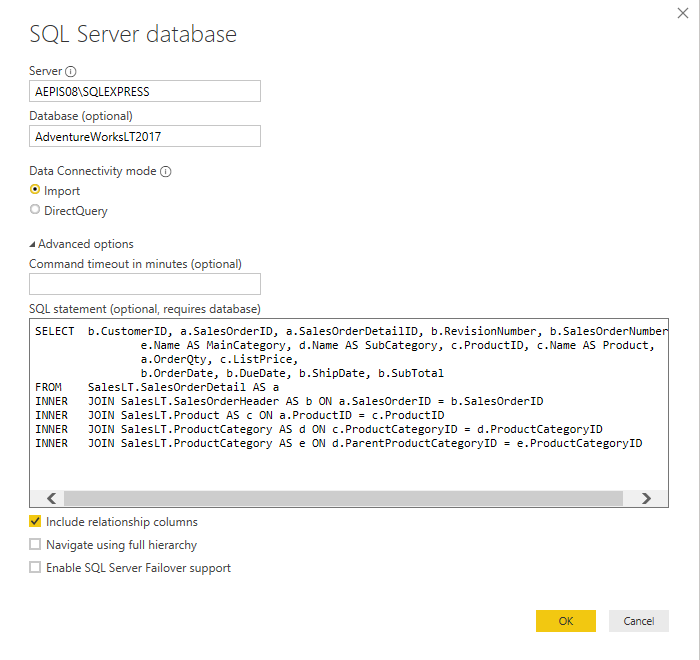 SQL Server database
Server
AEPIS08\SQLEXPRESS
Database (optional)
AdventureWorksLT2017
Data Connectivity mode
Import
DirectQuery
Advanced options
Command timeout in minutes (optional)
SQL statement (optional, requires database)
SELECT  b.CustomerID, a.SalesOrderID, a.SalesOrderDetailID, b.RevisionNumber, b.SalesOrderNumber
e.Name AS MainCategory, d.Name AS SubCategory, c.ProductID, c.Name AS Product,
a.OrderQty, c.ListPrice,
b.OrderDate, b.DueDate, b.ShipDate, b.SubTotal
FROM    SalesLT.SalesOrderDetail AS a
INNER   JOIN SalesLT.SalesOrderHeader AS b ON a.SalesOrderID = b.SalesOrderID
INNER   JOIN SalesLT.Product AS c ON a.ProductID = c.ProductID
INNER   JOIN SalesLT.ProductCategory AS d ON c.ProductCategoryID = d.ProductCategoryID
INNER   JOIN SalesLT.ProductCategory AS e ON d.ParentProductCategoryID = e.ProductCategoryID
Include relationship columns
Navigate using full hierarchy
Enable SQL Server Failover support
OK Cancel